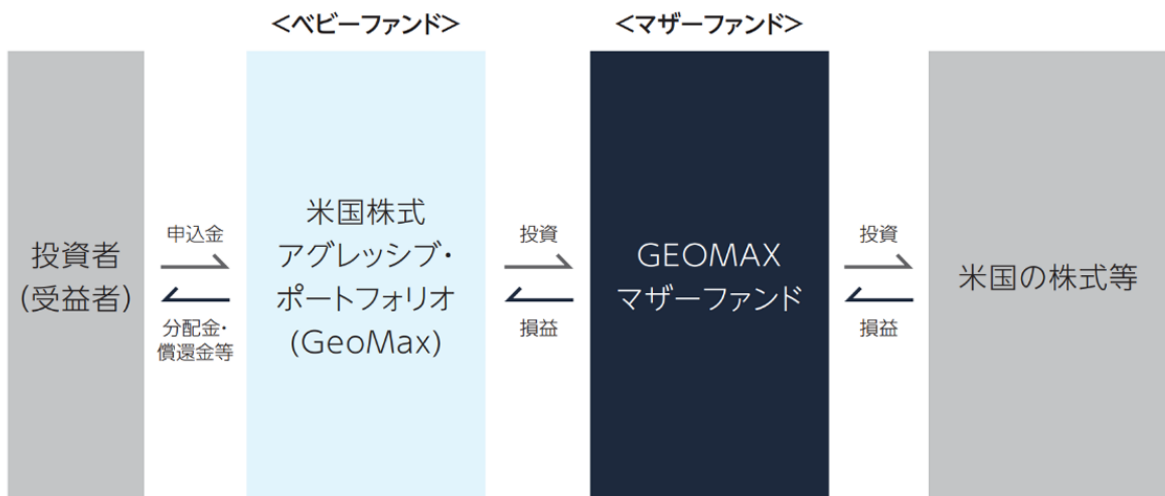 <ベビーファンド>
<マザーファンド>
投資者
(受益者)
申込金
分配金・
償還金等
米国株式
アグレッシブ・
ポートフォリオ
(GeoMax)
投資
損益
GEOMAX
マザーファンド
投資
損益
米国の株式等